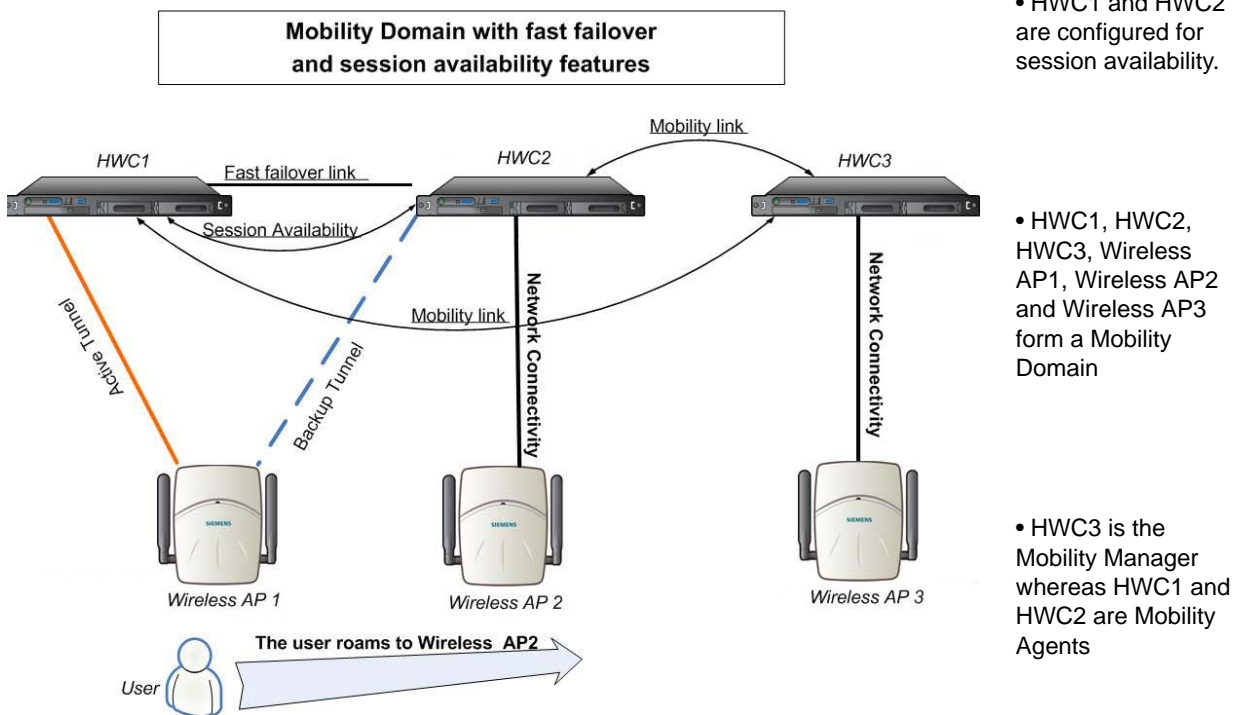 • HWC1 and HWC2
are configured for
session availability.
Mobility Domain with fast failover
and session availability features
Mobility link
HWC1
HWC2
HWC3
Fast failover link
Session Availability
• HWC1, HWC2,
HWC3, Wireless
AP1, Wireless AP2
and Wireless AP3
form a Mobility
Domain
Mobility link
Active Tunnel
Backup Tunnel
Network Connectivity
Network Connectivity
SIEMENS
SIEMENS
SIEMENS
Wireless AP 1
Wireless AP 2
Wireless AP 3
• HWC3 is the
Mobility Manager
whereas HWC1 and
HWC2 are Mobility
Agents
The user roams to Wireless AP2
User